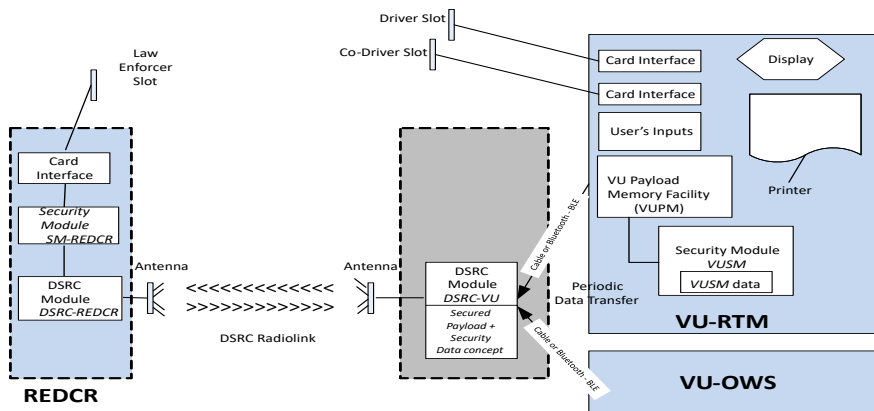 Driver Slot
Co-Driver Slot
Law
Enforcer
Slot
Card Interface
Display
Card Interface
User's Inputs
Card
Interface
VU Payload
Memory Facility
(VUPM)
Printer
Security
Module
SM-REDCR
Cable or Bluetooth - BLE
Security Module
VUSM
VUSM data
Antenna
<<<<<<<<<<<<<
>>>>>>>>>>>>>
Antenna
DSRC
Module
DSRC-REDCR
DSRC
Module
DSRC-VU
Periodic
Data Transfer
Secured
Payload +
Security
Data concept
DSRC Radiolink
VU-RTM
Cable or Bluetooth - BLE
REDCR
VU-OWS